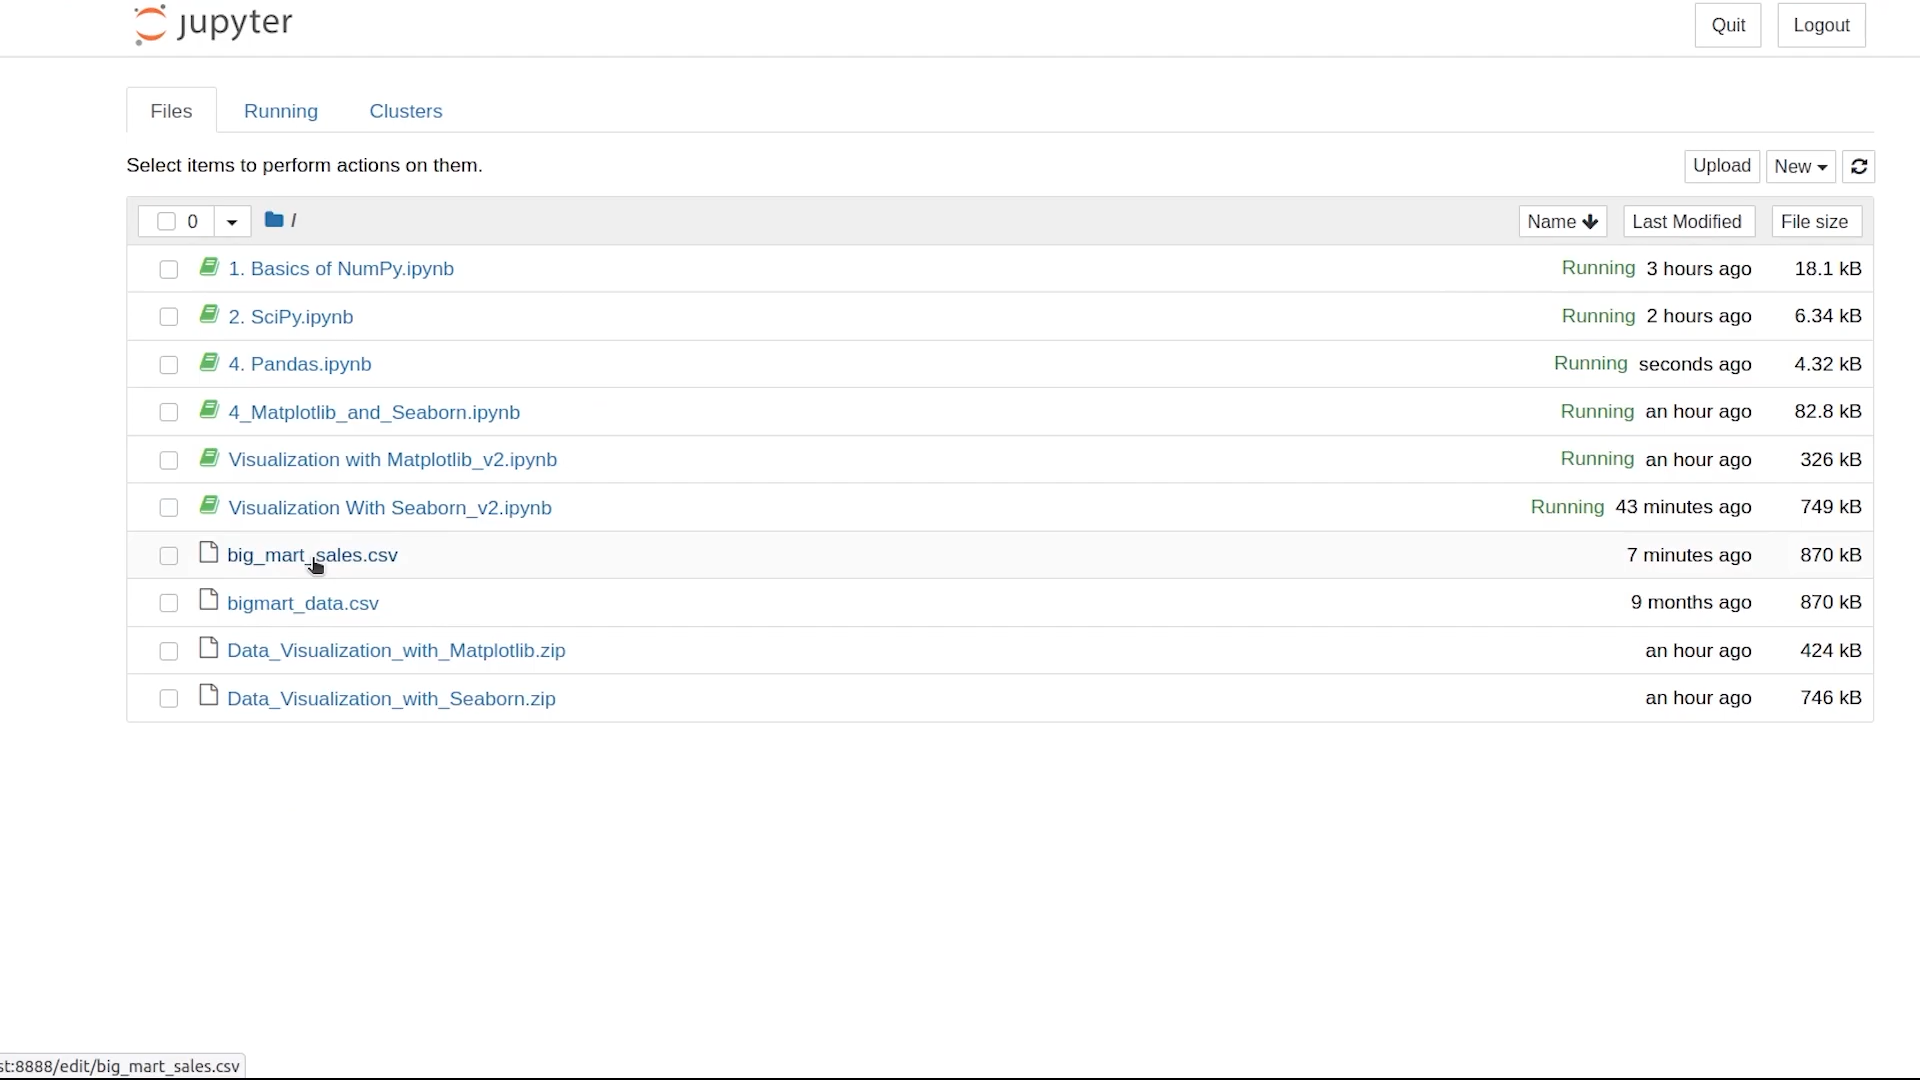 jupyter
Quit Logout
Files Running Clusters
Select items to perform actions on them.
Upload New
0 / Name Last Modified File size
1. Basics of NumPy.ipynb Running 3 hours ago 18.1 kB
2. SciPy.ipynb Running 2 hours ago 6.34 kB
4. Pandas.ipynb Running seconds ago 4.32 kB
4_Matplotlib_and_Seaborn.ipynb Running an hour ago 82.8 kB
Visualization with Matplotlib_v2.ipynb Running an hour ago 326 kB
Visualization With Seaborn_v2.ipynb Running 43 minutes ago 749 kB
big_mart_sales.csv 7 minutes ago 870 kB
bigmart_data.csv 9 months ago 870 kB
Data_Visualization_with_Matplotlib.zip an hour ago 424 kB
Data_Visualization_with_Seaborn.zip an hour ago 746 kB
st:8888/edit/big_mart_sales.csv